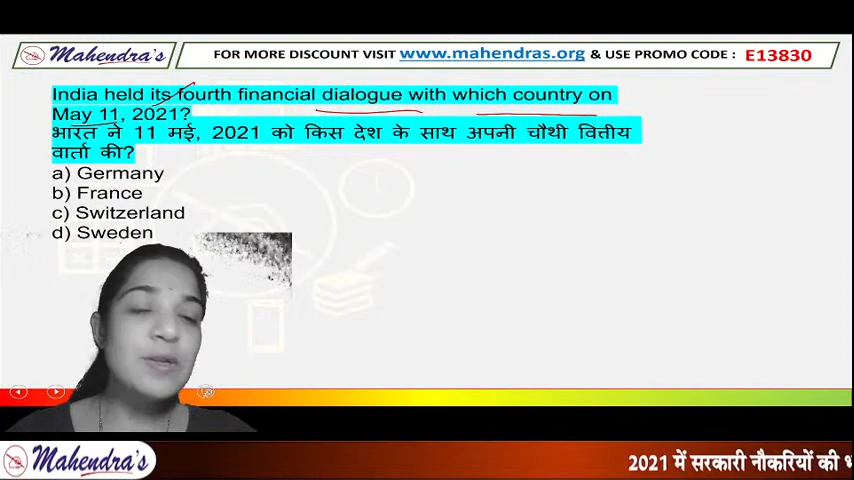 Mahendra's
FOR MORE DISCOUNT VISIT www.mahendras.org & USE PROMO CODE : E13830
India held its fourth financial dialogue with which country on
May 11, 2021?
भारत ने 11 मई, 2021 को किस देश के साथ अपनी चौथी वित्तीय
वार्ता की?
a) Germany
b) France
c) Switzerland
d) Sweden
Mahendra's
2021 में सरकारी नौकरियों की भ